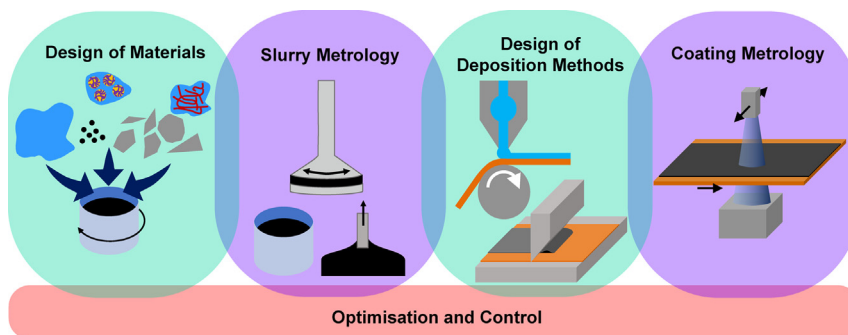 Design of Materials
Slurry Metrology
Design of
Deposition Methods
Coating Metrology
Optimisation and Control